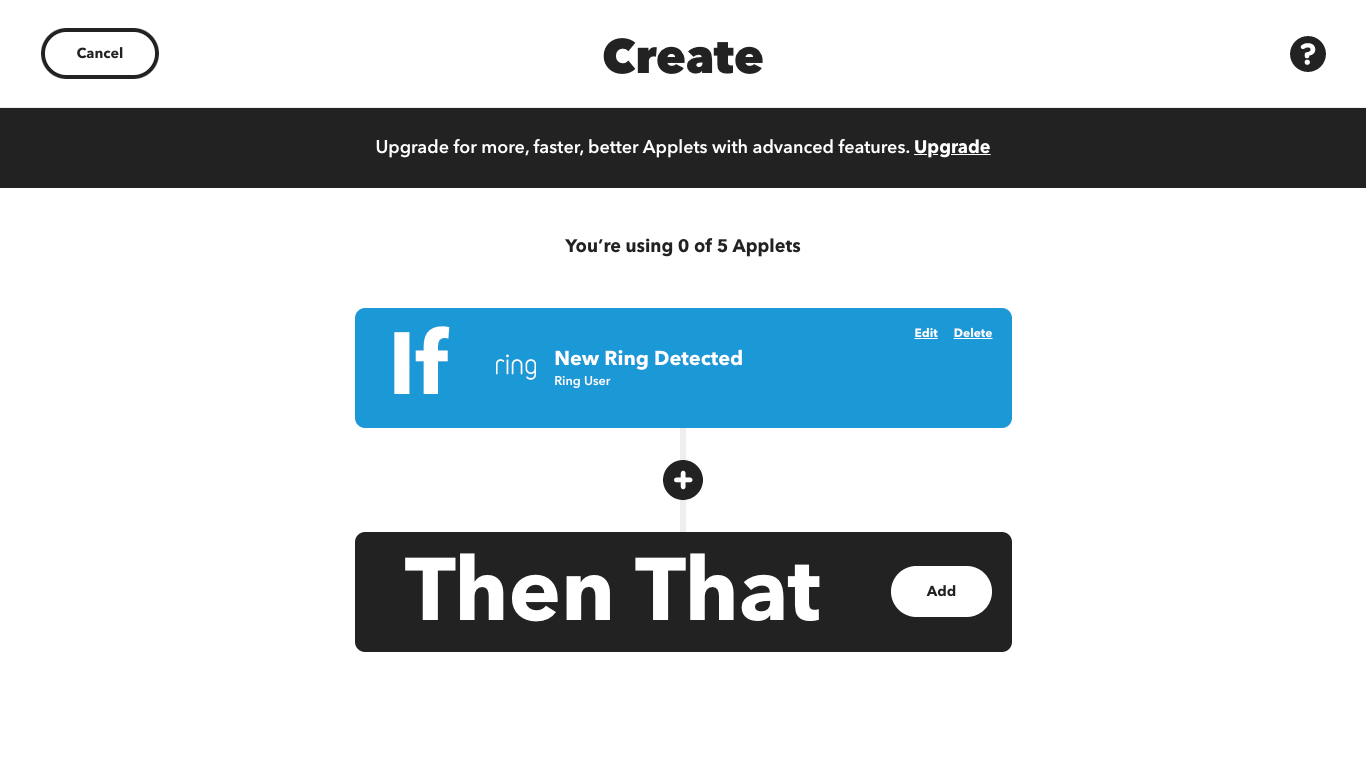 Cancel
Create
?
Upgrade for more, faster, better Applets with advanced features. Upgrade
You're using 0 of 5 Applets
If
ring
New Ring Detected
Ring User
Edit Delete
Then That
Add